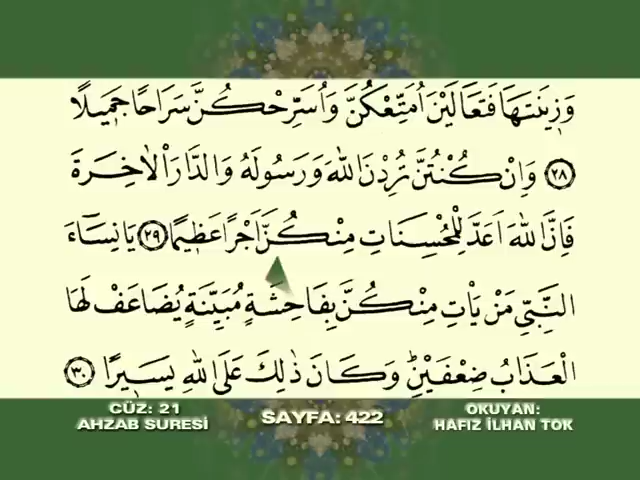 وَزِينَتَهَا فَتَعَالَيْنَ اُمَتِّعْكُنَّ وَاُسَرِّحْكُنَّ سَرَاحًا جَمِيلًا
﴿٢٨﴾ وَاِنْ كُنْتُنَّ تُرِدْنَ اللّٰهَ وَرَسُولَهُ وَالدَّارَ الْاٰخِرَةَ
فَاِنَّ اللّٰهَ اَعَدَّ لِلْمُحْسِنَاتِ مِنْكُنَّ اَجْرًا عَظِيمًا ﴿٢٩﴾ يَا نِسَٓاءَ
النَّبِيِّ مَنْ يَأْتِ مِنْكُنَّ بِفَاحِشَةٍ مُبَيِّنَةٍ يُضَاعَفْ لَهَا
الْعَذَابُ ضِعْفَيْنِۜ وَكَانَ ذٰلِكَ عَلَى اللّٰهِ يَسِيرًا ﴿٣٠﴾
CÜZ: 21
AHZAB SURESİ
SAYFA: 422
OKUYAN:
HAFIZ İLHAN TOK